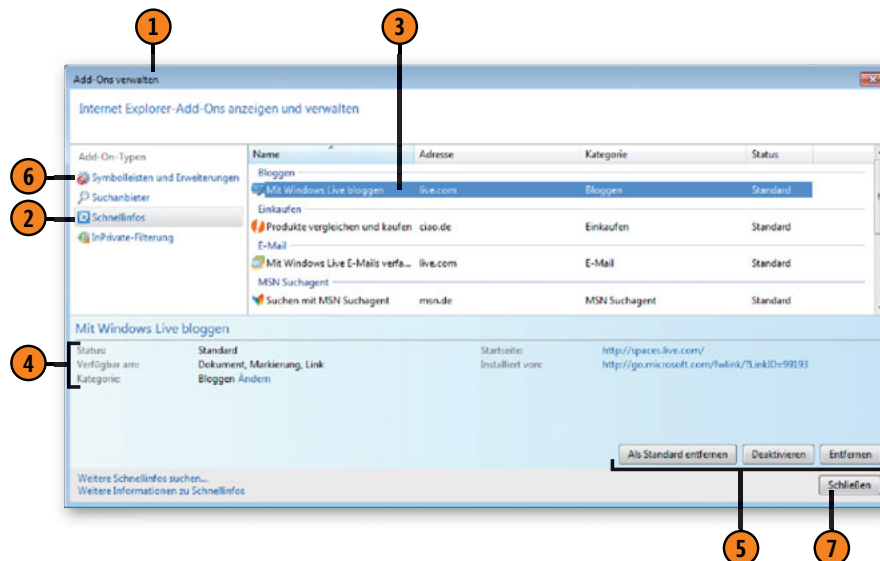 1
3
Add-Ons verwalten
Internet Explorer-Add-Ons anzeigen und verwalten
Add-On-Typen
6
Symbolleisten und Erweiterungen
Suchanbieter
2
Schnellinfos
InPrivate-Filterung
Name Adresse Kategorie Status
Bloggen
Mit Windows Live bloggen live.com Bloggen Standard
Einkaufen
Produkte vergleichen und kaufen ciao.de Einkaufen Standard
E-Mail
Mit Windows Live E-Mails verfa... live.com E-Mail Standard
MSN Suchagent
Suchen mit MSN Suchagent msn.de MSN Suchagent Standard
Mit Windows Live bloggen
4
Status: Standard Startseite: http://spaces.live.com/
Verfügbar am: Dokument, Markierung, Link Installiert von: http://go.microsoft.com/fwlink/?LinkID=99193
Kategorie: Bloggen Ändern
Als Standard entfernen Deaktivieren Entfernen
Weitere Schnellinfos suchen...
Weitere Informationen zu Schnellinfos
Schließen
5
7